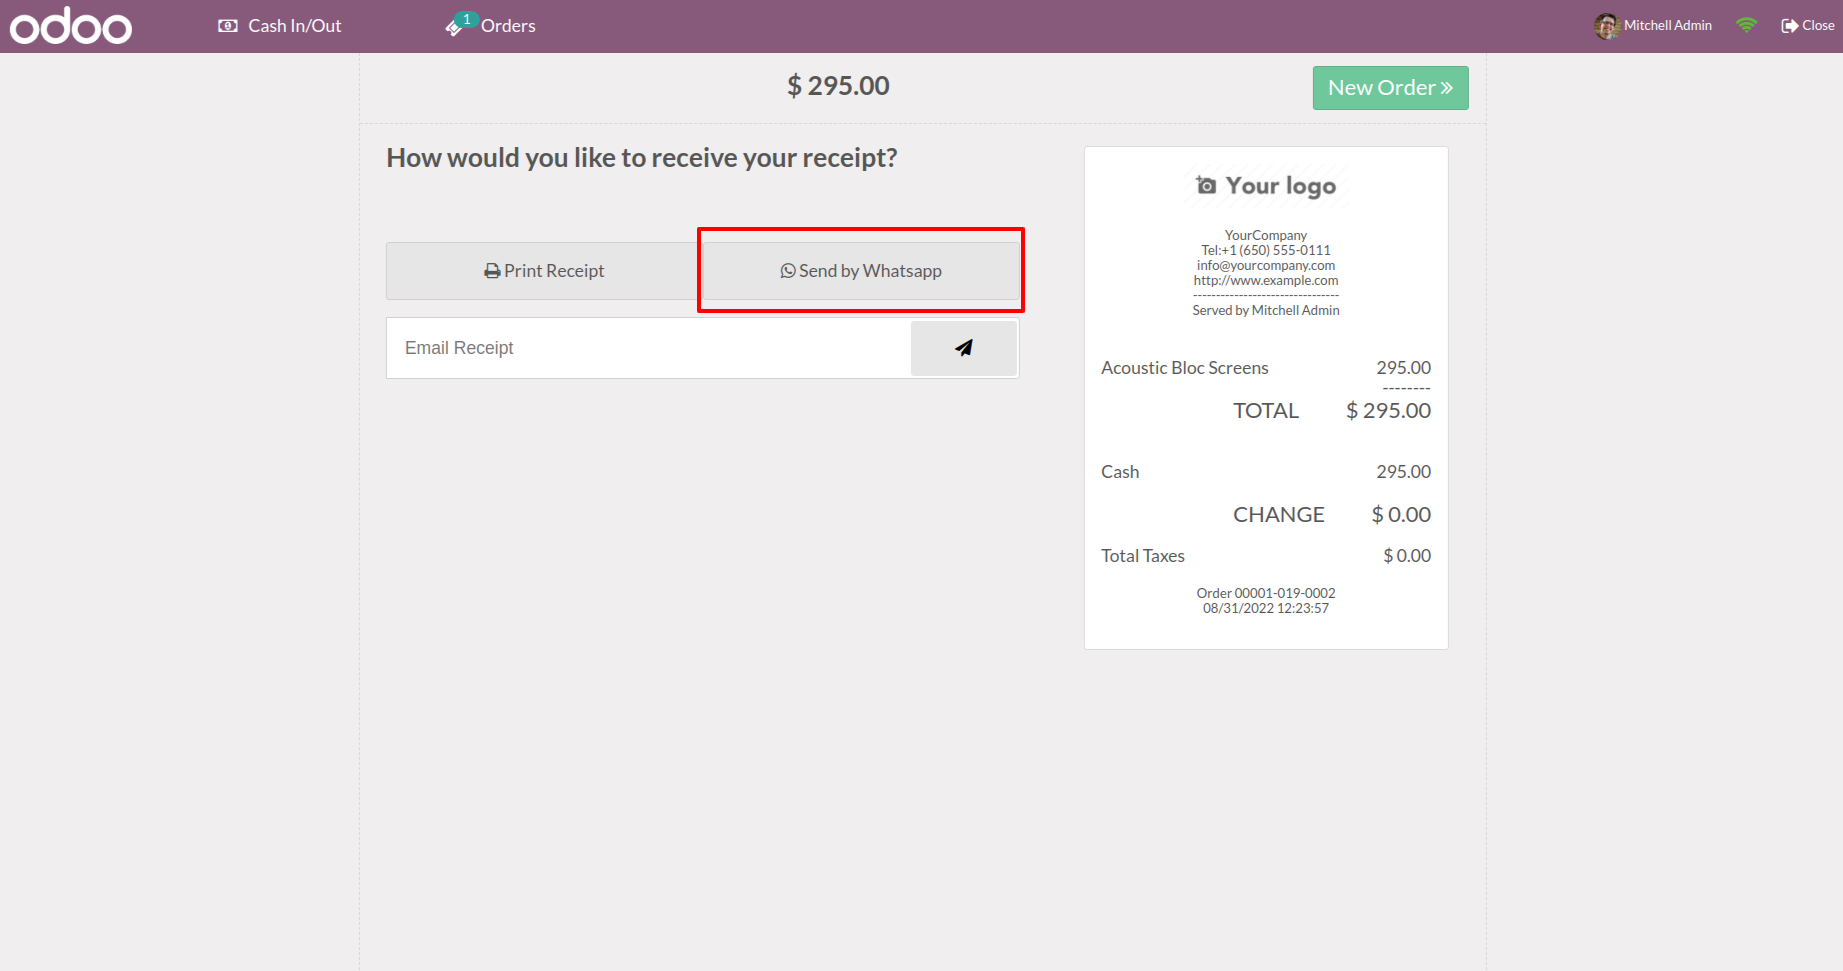 odoo
Cash In/Out
1
Orders
Mitchell Admin
Close
$ 295.00
New Order
How would you like to receive your receipt?
Print Receipt
Send by Whatsapp
Email Receipt
Your logo
YourCompany
Tel:+1 (650) 555-0111
info@yourcompany.com
http://www.example.com
--------------------------------
Served by Mitchell Admin
Acoustic Bloc Screens 295.00
--------
TOTAL $ 295.00
Cash 295.00
CHANGE $ 0.00
Total Taxes $ 0.00
Order 00001-019-0002
08/31/2022 12:23:57